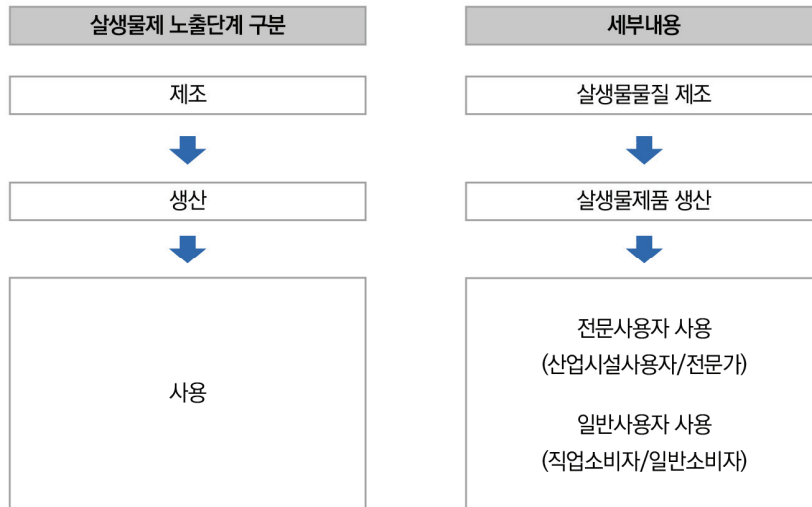 살생물제 노출단계 구분
세부내용
제조
살생물물질 제조
생산
살생물제품 생산
사용
전문사용자 사용
(산업시설사용자/전문가)
일반사용자 사용
(직업소비자/일반소비자)